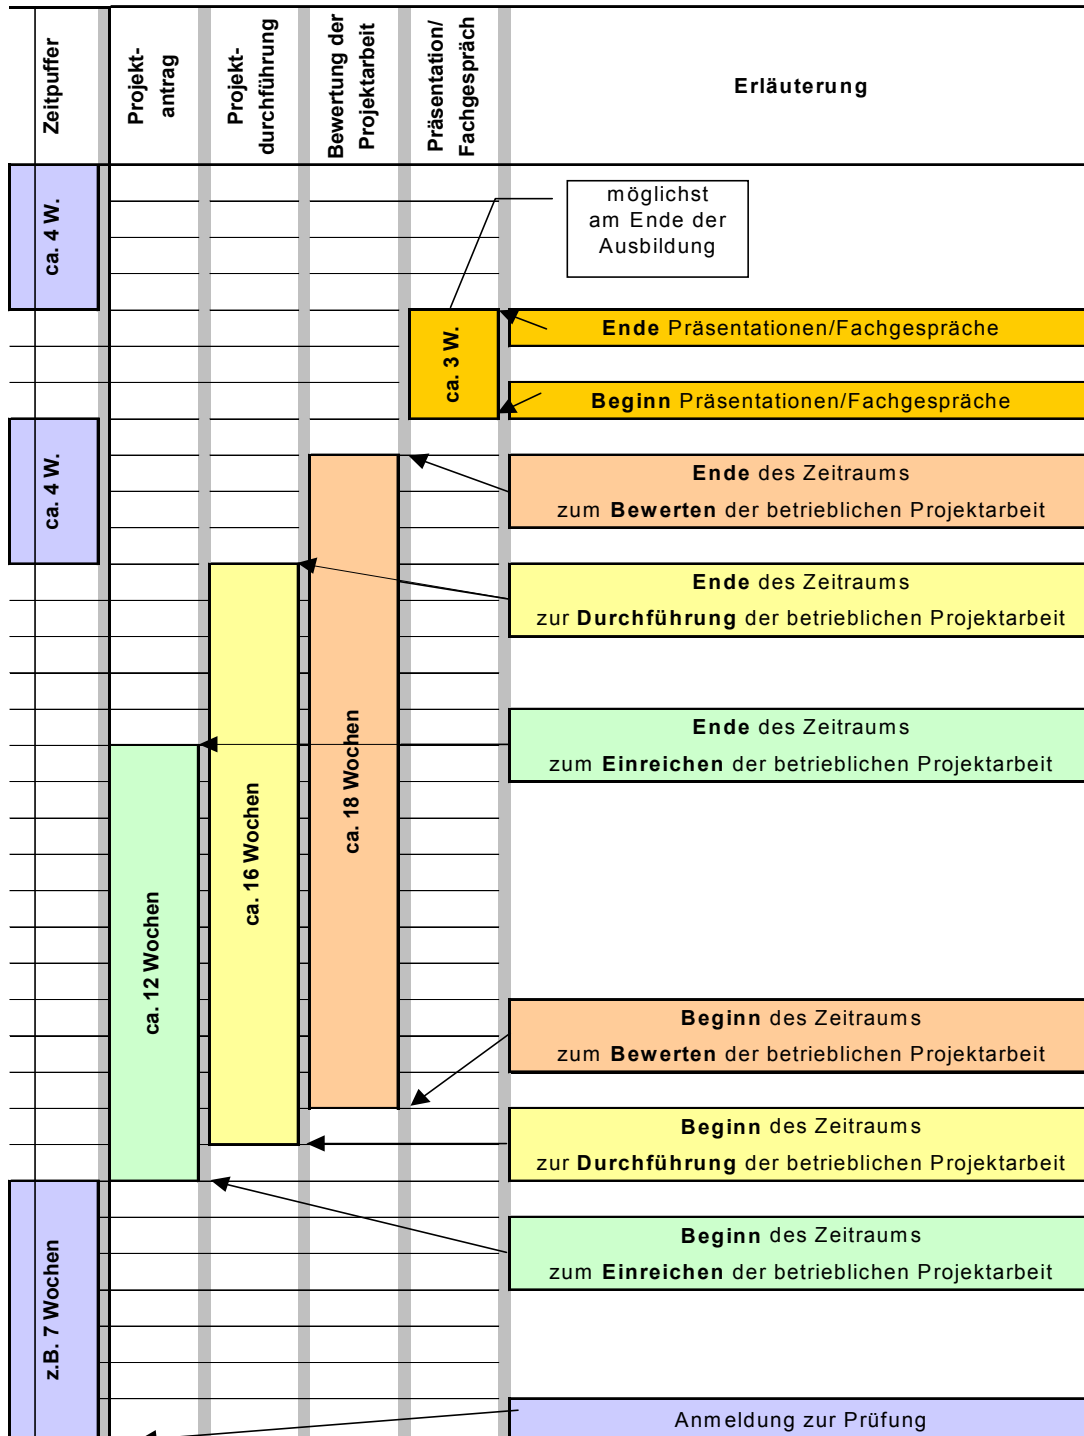 Zeitpuffer
Projekt-
antrag
Projekt-
durchführung
Bewertung der
Projektarbeit
Präsentation/
Fachgespräch
Erläuterung
ca. 4 W.
möglichst
am Ende der
Ausbildung
ca. 3 W.
Ende Präsentationen/Fachgespräche
Beginn Präsentationen/Fachgespräche
ca. 4 W.
Ende des Zeitraums
zum Bewerten der betrieblichen Projektarbeit
Ende des Zeitraums
zur Durchführung der betrieblichen Projektarbeit
Ende des Zeitraums
zum Einreichen der betrieblichen Projektarbeit
ca. 12 Wochen
ca. 16 Wochen
ca. 18 Wochen
Beginn des Zeitraums
zum Bewerten der betrieblichen Projektarbeit
Beginn des Zeitraums
zur Durchführung der betrieblichen Projektarbeit
Beginn des Zeitraums
zum Einreichen der betrieblichen Projektarbeit
z.B. 7 Wochen
Anmeldung zur Prüfung